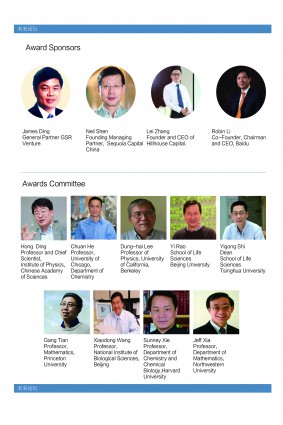 未来论坛
Award Sponsors
James Ding
General Partner GSR
Venture
Neil Shen
Founding Managing
Partner, Sequoia Capital
China
Lei Zhang
Founder and CEO of
Hillhouse Capital.
Robin Li
Co-Founder, Chairman
and CEO, Baidu
Awards Committee
Hong Ding
Professor and Chief
Scientist,
Institute of Physics,
Chinese Academy
of Sciences
Chuan He
Professor,
University of
Chicago,
Department of
Chemistry
Dung-hai Lee
Professor of
Physics, University
of California,
Berkeley
Yi Rao
School of Life
Sciences
Beijing University
Yigong Shi
Dean
School of Life
Sciences
Tsinghua University
Gang Tian
Professor,
Mathematics,
Princeton
University
Xiaodong Wang
Professor,
National Institute of
Biological Sciences,
Beijing
Sunney Xie
Professor,
Department of
Chemistry and
Chemical
Biology,Harvard
University
Jeff Xia
Professor,
Department of
Mathematics,
Northwestern
University
未来论坛